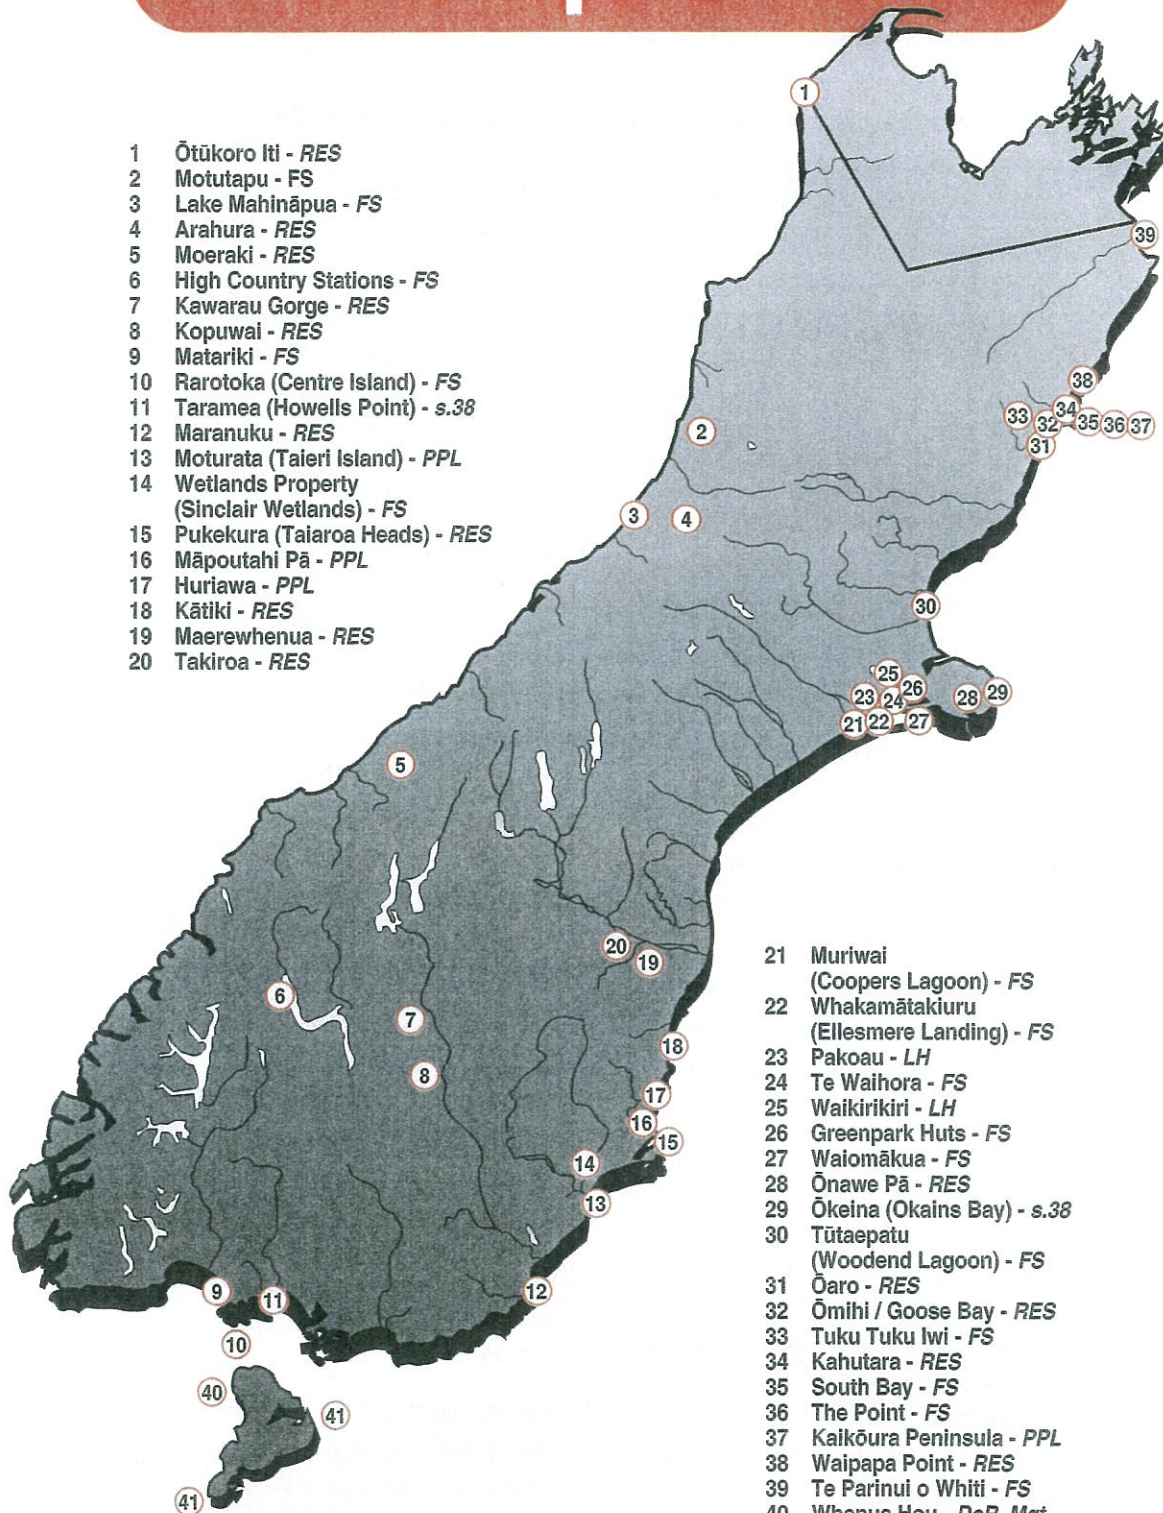 1 Ōtūkoro Iti - RES
2 Motutapu - FS
3 Lake Mahināpua - FS
4 Arahura - RES
5 Moeraki - RES
6 High Country Stations - FS
7 Kawarau Gorge - RES
8 Kopuwai - RES
9 Matariki - FS
10 Rarotoka (Centre Island) - FS
11 Taramea (Howells Point) - s.38
12 Maranuku - RES
13 Moturata (Taieri Island) - PPL
14 Wetlands Property
(Sinclair Wetlands) - FS
15 Pukekura (Taiaroa Heads) - RES
16 Māpoutahi Pā - PPL
17 Huriawa - PPL
18 Kātiki - RES
19 Maerewhenua - RES
20 Takiroa - RES
1
39
38
34
33
32
35
36
37
31
2
3
4
30
25
26
23
24
28
29
21
22
27
5
20
19
6
7
18
8
17
16
15
14
13
9
11
12
10
40
41
41
21 Muriwai
(Coopers Lagoon) - FS
22 Whakamātakiuru
(Ellesmere Landing) - FS
23 Pakoau - LH
24 Te Waihora - FS
25 Waikirikiri - LH
26 Greenpark Huts - FS
27 Waiomākua - FS
28 Ōnawe Pā - RES
29 Ōkeina (Okains Bay) - s.38
30 Tūtaepatu
(Woodend Lagoon) - FS
31 Ōaro - RES
32 Ōmihi / Goose Bay - RES
33 Tuku Tuku Iwi - FS
34 Kahutara - RES
35 South Bay - FS
36 The Point - FS
37 Kaikōura Peninsula - PPL
38 Waipapa Point - RES
39 Te Parinui o Whiti - FS
40 Whenua Hou -